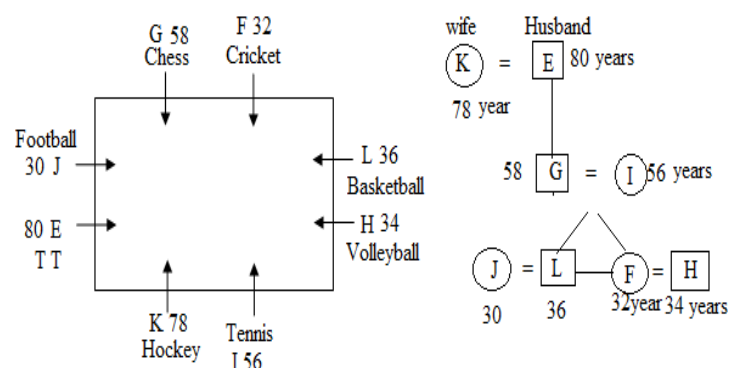 G 58
Chess
F 32
Cricket
Football
30 J
L 36
Basketball
80 E
T T
H 34
Volleyball
K 78
Hockey
Tennis
I 56
wife
Husband
K = E 80 years
78 year
58 G = I 56 years
J = L F = H
30 36 32year 34 years